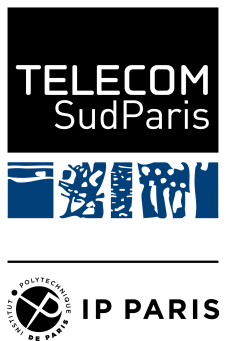 TELECOM
SudParis
INSTITUT POLYTECHNIQUE DE PARIS
IP PARIS